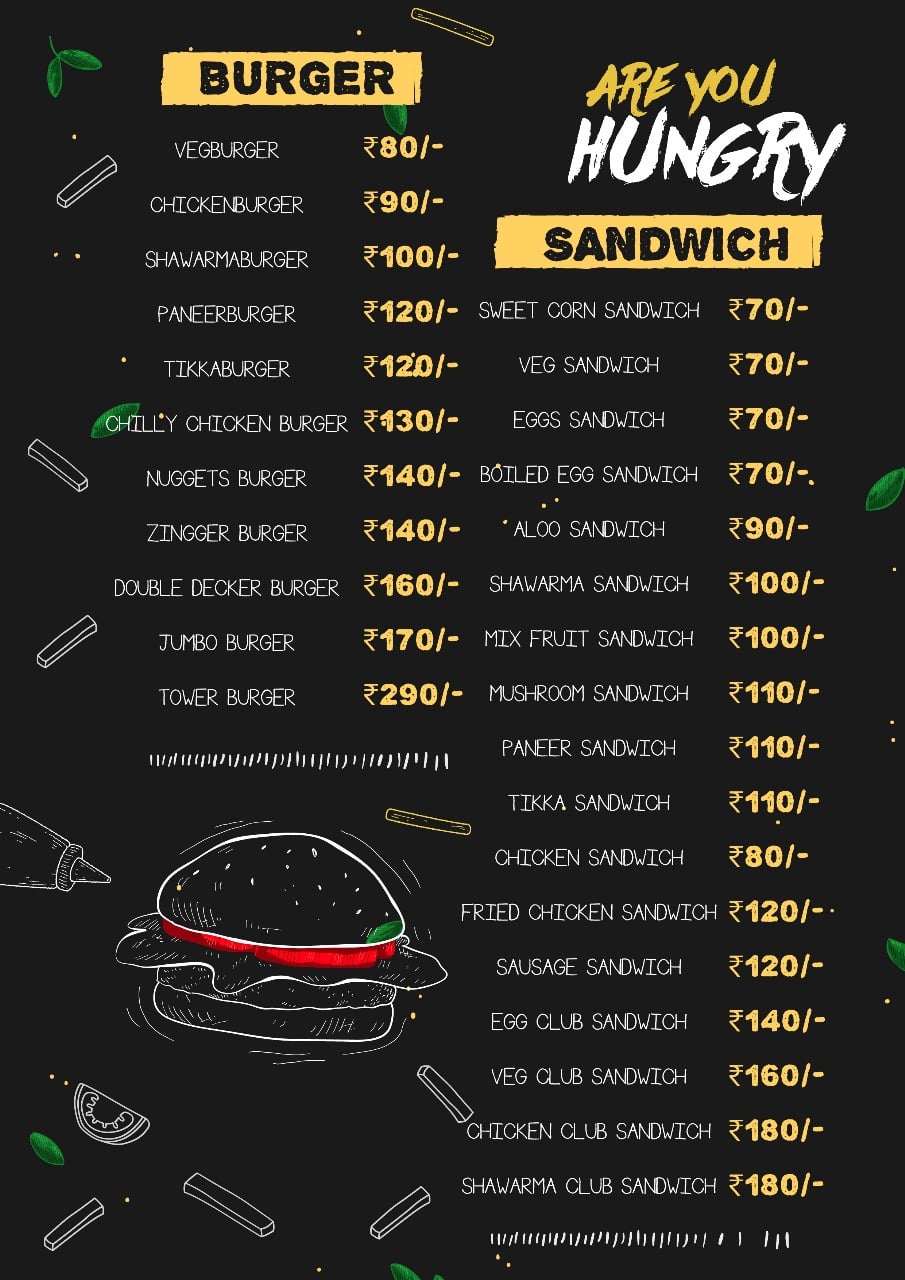 BURGER
VEGBURGER ₹80/-
CHICKENBURGER ₹90/-
SHAWARMABURGER ₹100/-
PANEERBURGER ₹120/-
TIKKABURGER ₹120/-
CHILLY CHICKEN BURGER ₹130/-
NUGGETS BURGER ₹140/-
ZINGGER BURGER ₹140/-
DOUBLE DECKER BURGER ₹160/-
JUMBO BURGER ₹170/-
TOWER BURGER ₹290/-
ARE YOU
HUNGRY
SANDWICH
SWEET CORN SANDWICH ₹70/-
VEG SANDWICH ₹70/-
EGGS SANDWICH ₹70/-
BOILED EGG SANDWICH ₹70/-
ALOO SANDWICH ₹90/-
SHAWARMA SANDWICH ₹100/-
MIX FRUIT SANDWICH ₹100/-
MUSHROOM SANDWICH ₹110/-
PANEER SANDWICH ₹110/-
TIKKA SANDWICH ₹110/-
CHICKEN SANDWICH ₹80/-
FRIED CHICKEN SANDWICH ₹120/-
SAUSAGE SANDWICH ₹120/-
EGG CLUB SANDWICH ₹140/-
VEG CLUB SANDWICH ₹160/-
CHICKEN CLUB SANDWICH ₹180/-
SHAWARMA CLUB SANDWICH ₹180/-